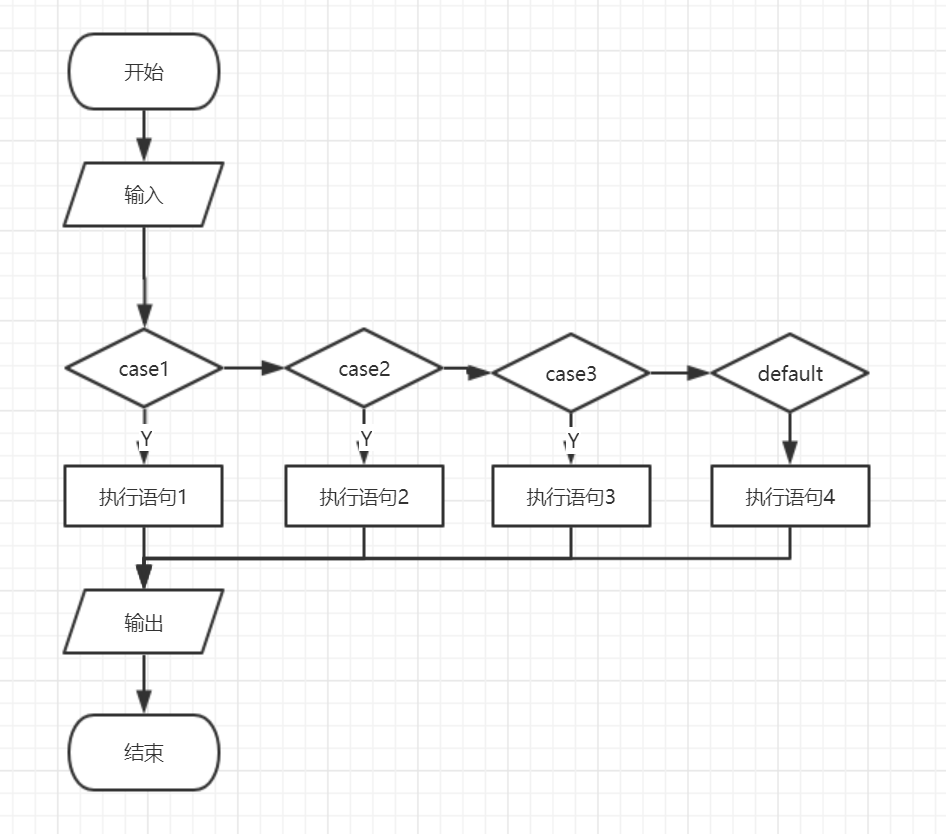 开始
输入
case1
case2
case3
default
Y
Y
Y
执行语句1
执行语句2
执行语句3
执行语句4
输出
结束